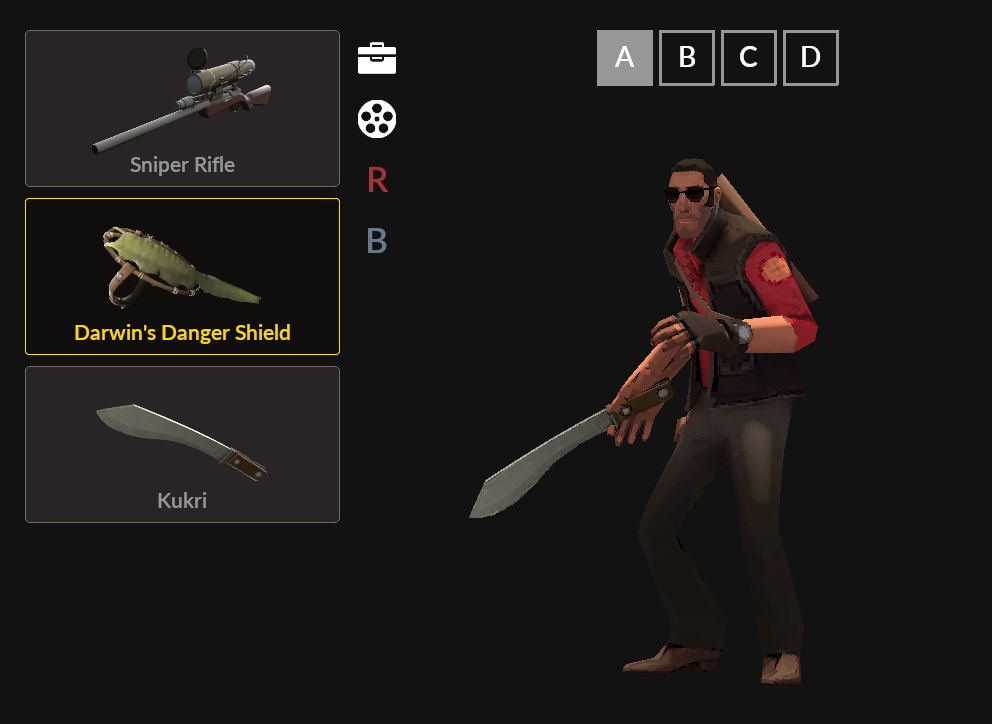 A B C D
Sniper Rifle
R
B
Darwin's Danger Shield
Kukri